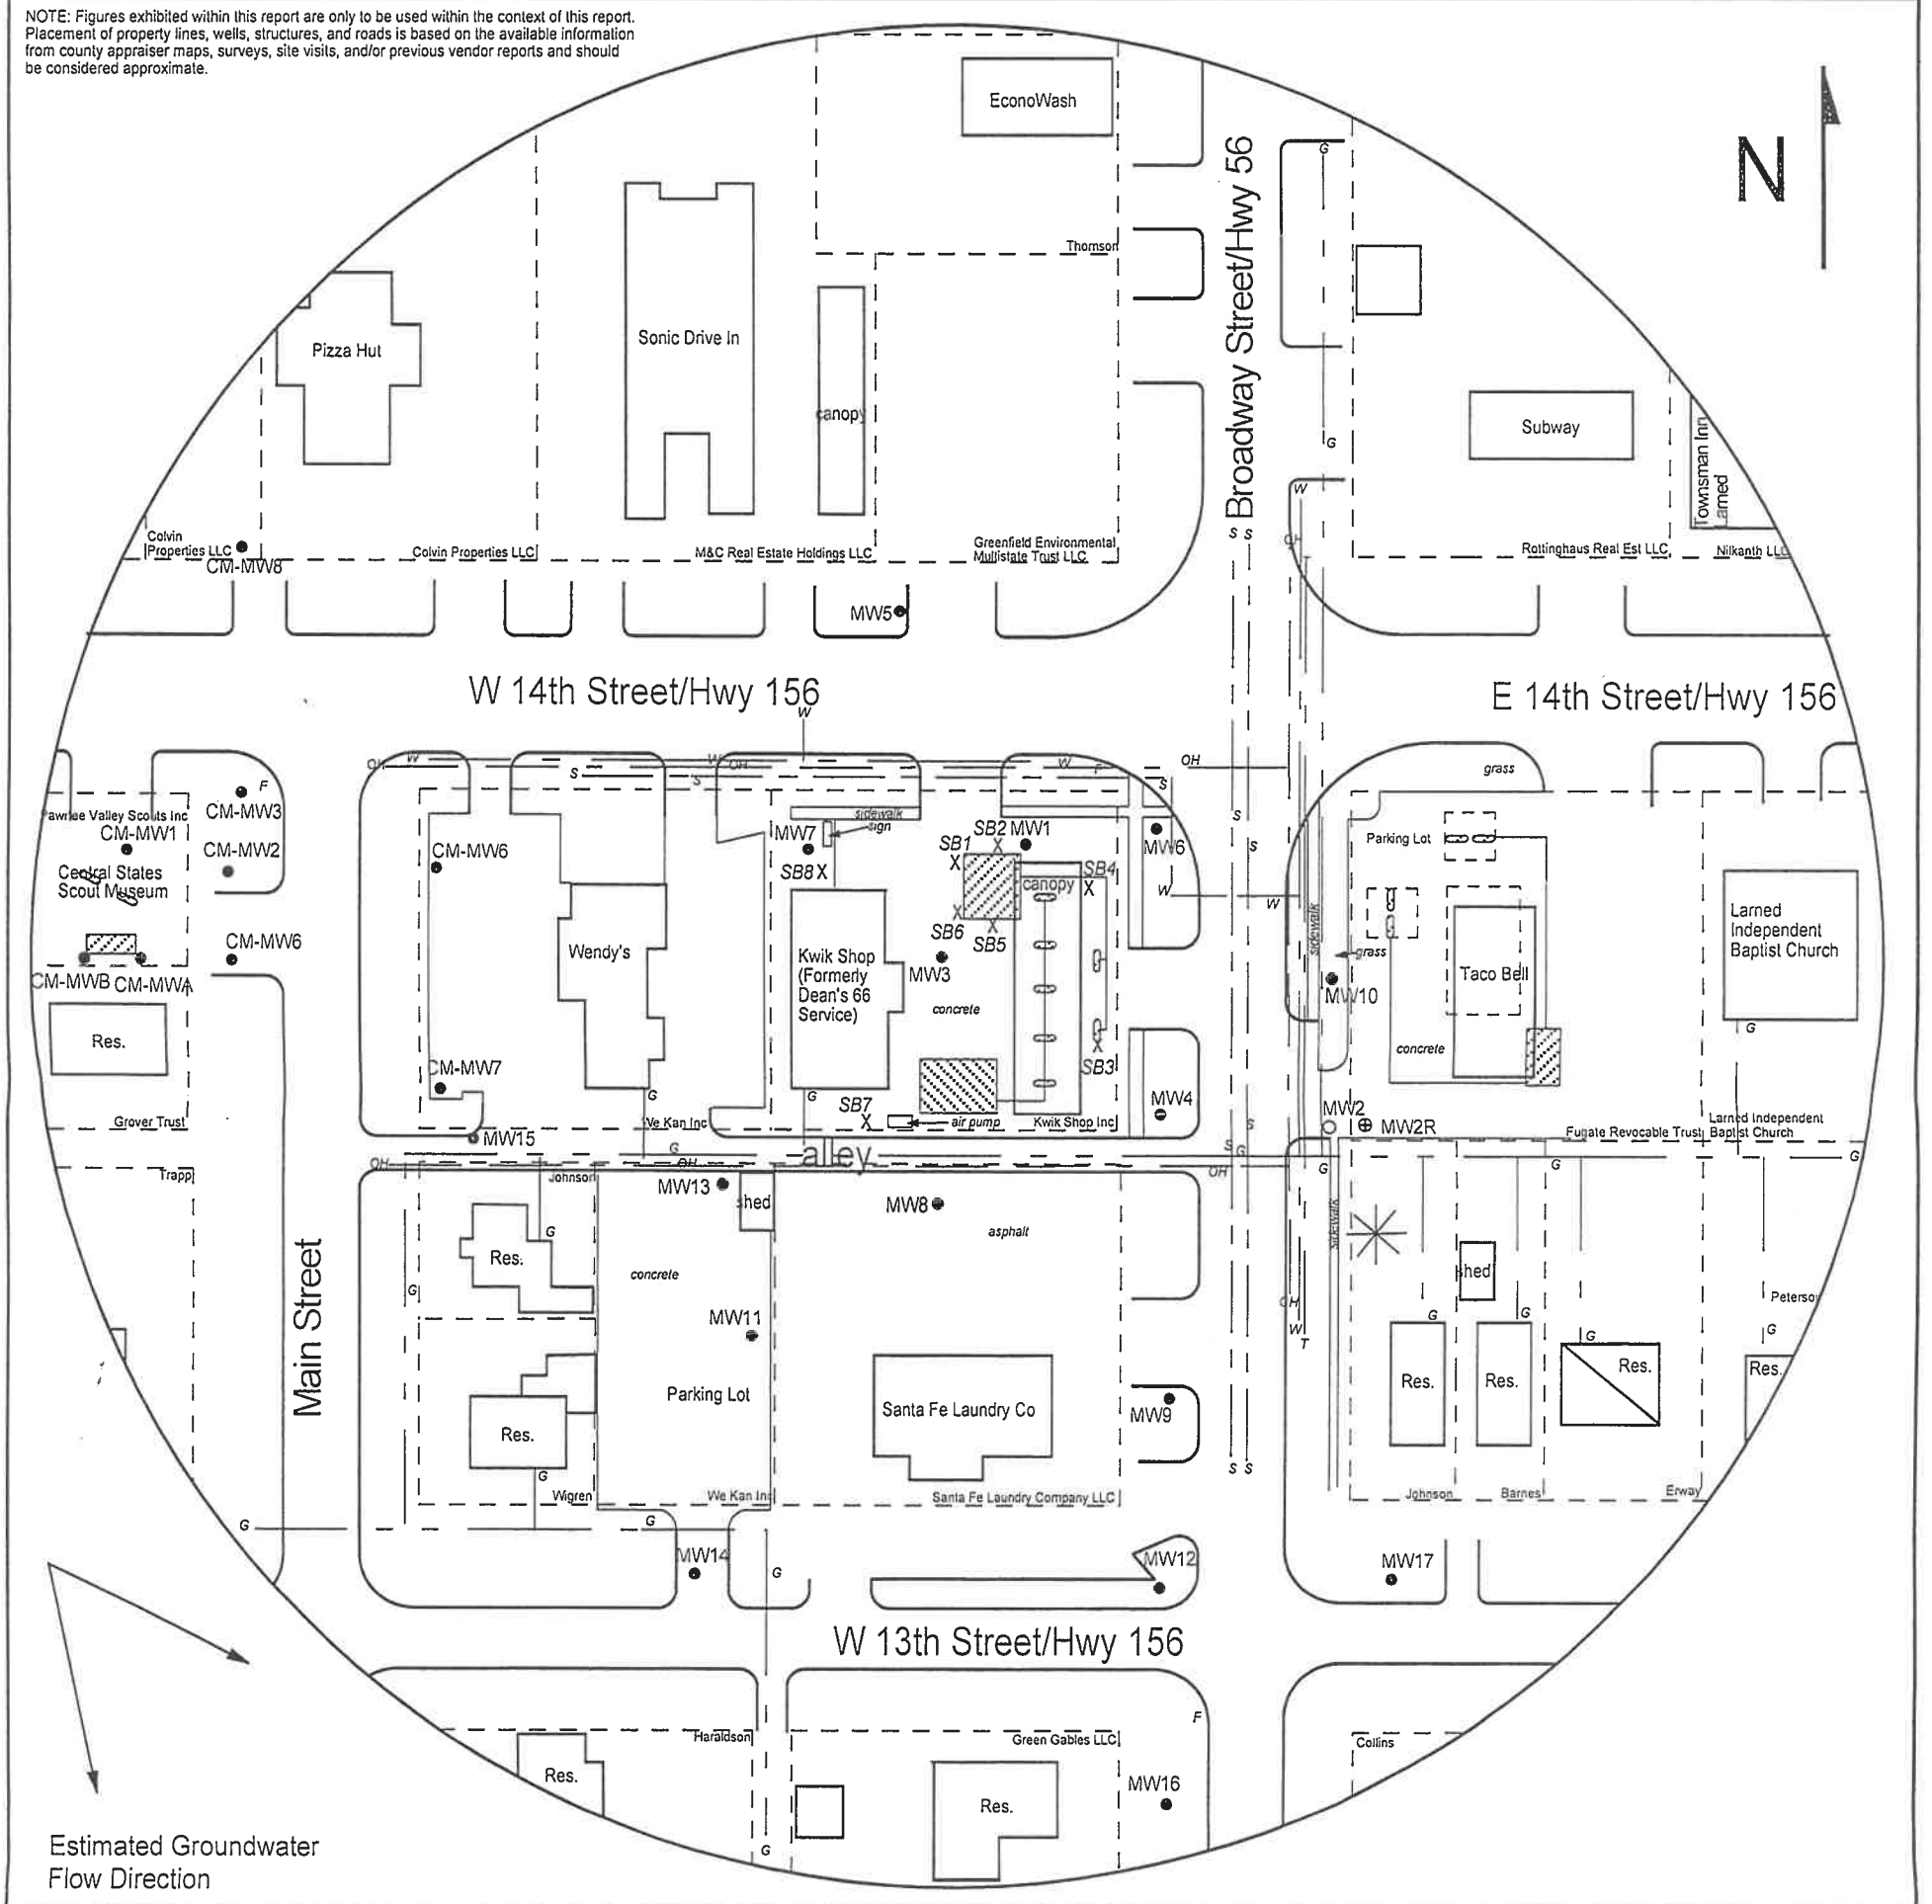 NOTE: Figures exhibited within this report are only to be used within the context of this report.
Placement of property lines, wells, structures, and roads is based on the available information
from county appraiser maps, surveys, site visits, and/or previous vendor reports and should
be considered approximate.
N
EconoWash
Thomson
Broadway Street/Hwy 56
G
Pizza Hut
Sonic Drive In
canopy
Subway
Townsman Inn
Larned
G
W
Colvin
Properties LLC
CM-MW8
Colvin Properties LLC
M&C Real Estate Holdings LLC
Greenfield Environmental
Multistate Trust LLC
S S
OH
T
Rottinghaus Real Est LLC
Nilkanth LLC
MW5
W 14th Street/Hwy 156
E 14th Street/Hwy 156
W
OH W W OH W F OH
S S S
grass
F
CM-MW3
Pawnee Valley Scouts Inc
CM-MW1
CM-MW2
Central States
Scout Museum
CM-MW6
CM-MWB CM-MWA
Res.
Grover Trust
CM-MW6
Wendy's
CM-MW7
We Kan Inc
MW15
sidewalk
sign
MW7
SB8 X
Kwik Shop
(Formerly
Dean's 66
Service)
SB1
X
SB2
X
MW1
SB4
X
canopy
SB6
X
SB5
X
MW3
concrete
X
SB3
SB7
X
air pump
Kwik Shop Inc
G
G
MW6
W
W
S
S
MW4
sidewalk
grass
MW10
Parking Lot
Taco Bell
concrete
Larned
Independent
Baptist Church
G
MW2
MW2R
Larned Independent
Fugate Revocable Trust
Baptist Church
alley
OH G OH S G S OH G G G
Trapp
Johnson
MW13
shed
MW8
asphalt
Res.
G
G
concrete
MW11
Parking Lot
Main Street
Res.
G
Wigren
We Kan Inc
Santa Fe Laundry Co
Santa Fe Laundry Company LLC
MW9
S S
sidewalk
OH
W
T
shed
G
Res.
G
Res.
G
Res.
Peterson
G
Res.
Johnson
Barnes
Erway
G
G
MW14
G
MW12
MW17
W 13th Street/Hwy 156
Haraldson
Res.
G
Green Gables LLC
Res.
F
MW16
Collins
Estimated Groundwater
Flow Direction